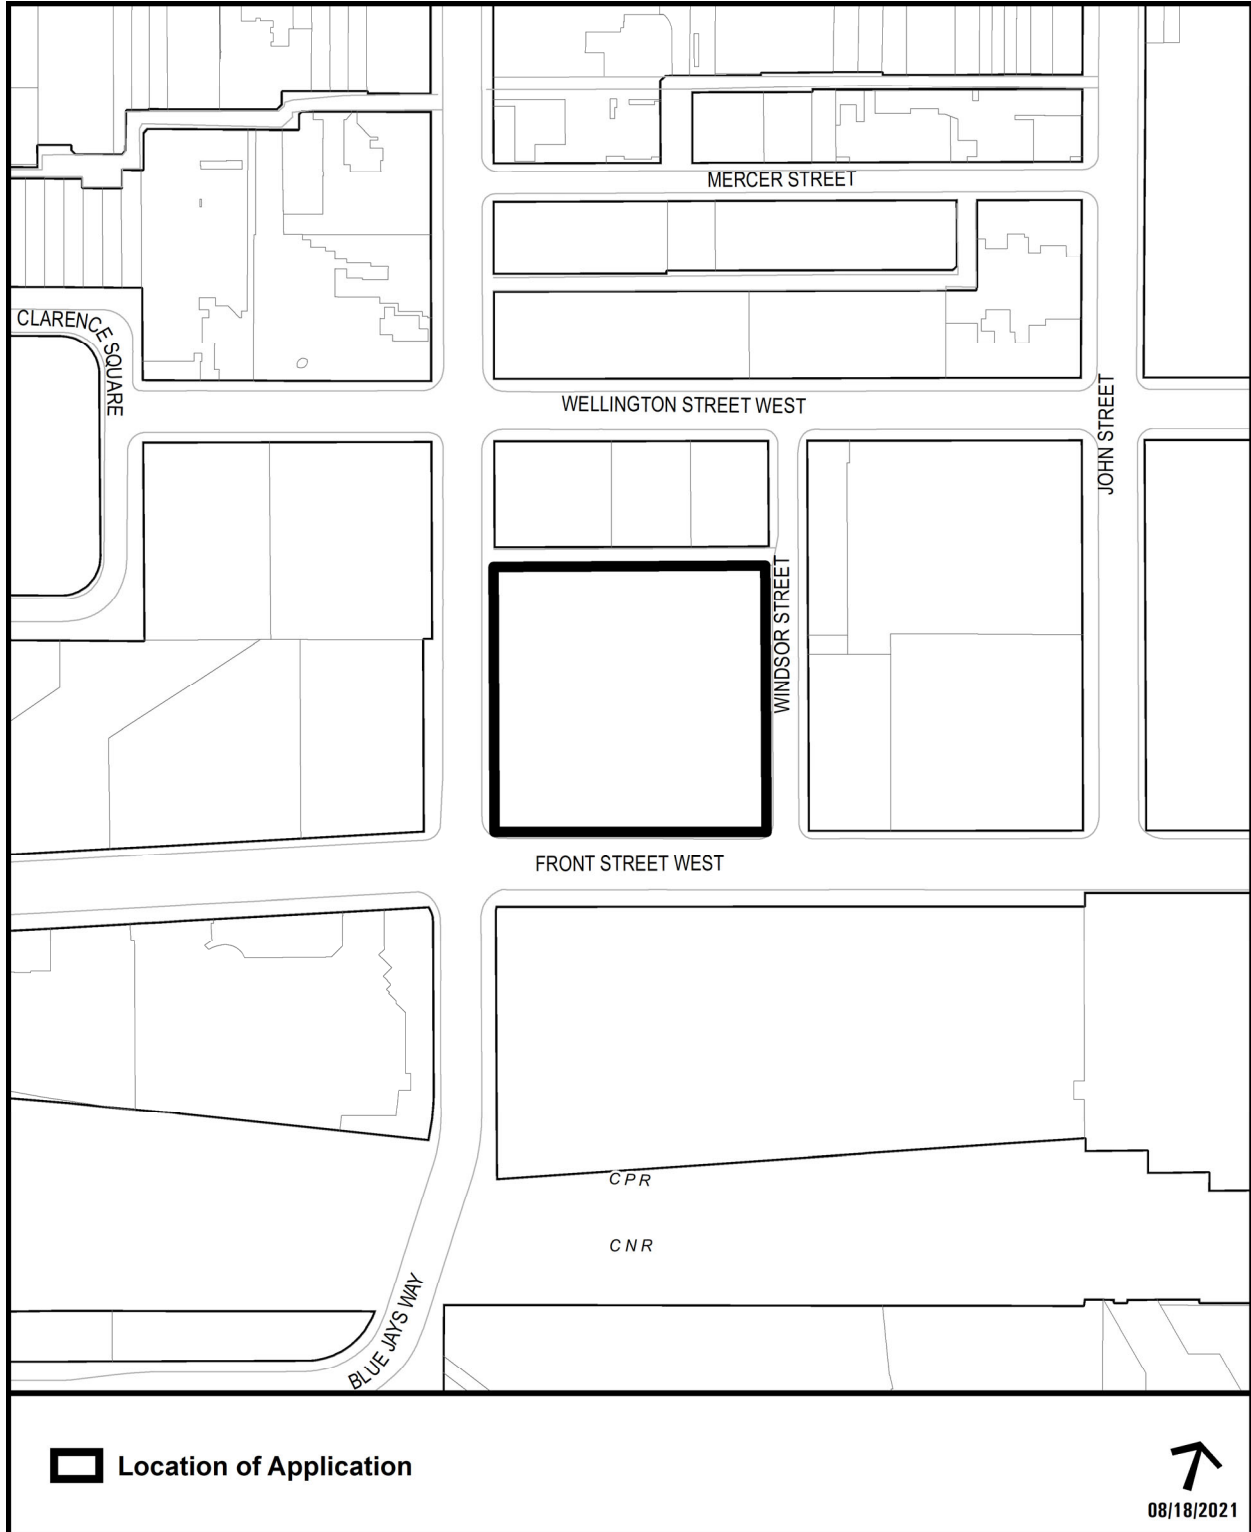 MERCER STREET
CLARENCE SQUARE
WELLINGTON STREET WEST
JOHN STREET
WINDSOR STREET
FRONT STREET WEST
CPR
CNR
BLUE JAYS WAY
Location of Application
08/18/2021